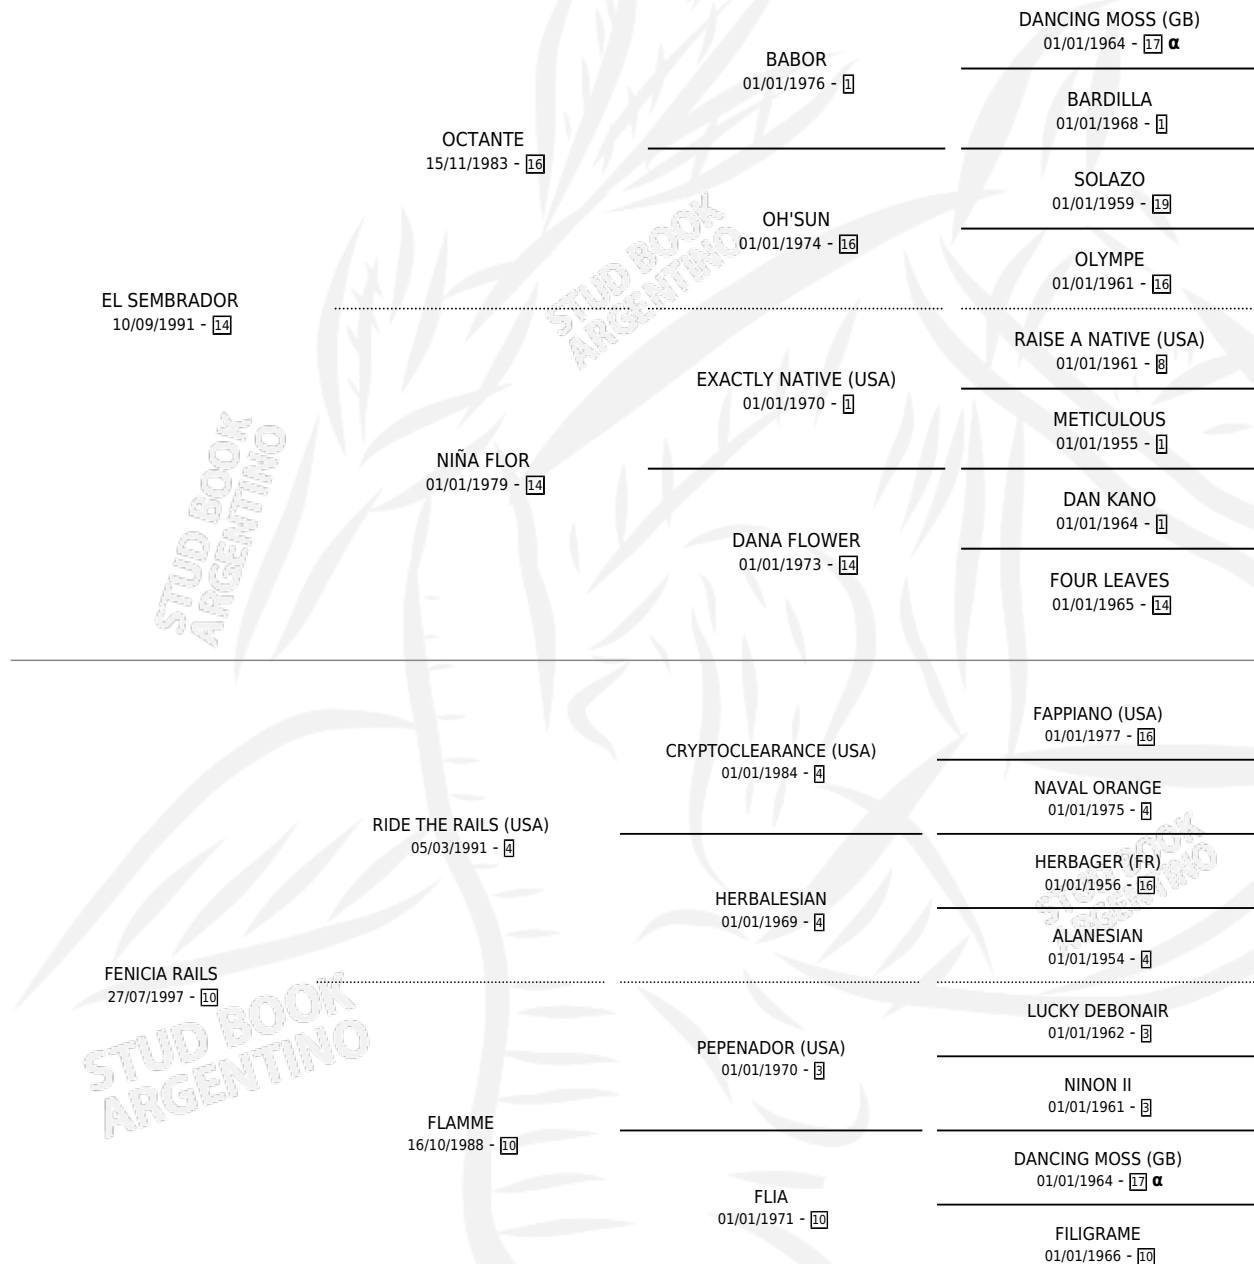 DANCING MOSS (GB)
01/01/1964 - 17 α
BABOR
01/01/1976 - 1
BARDILLA
01/01/1968 - 1
OCTANTE
15/11/1983 - 16
SOLAZO
01/01/1959 - 19
OH'SUN
01/01/1974 - 16
OLYMPE
01/01/1961 - 16
EL SEMBRADOR
10/09/1991 - 14
RAISE A NATIVE (USA)
01/01/1961 - 8
EXACTLY NATIVE (USA)
01/01/1970 - 1
METICULOUS
01/01/1955 - 1
NIÑA FLOR
01/01/1979 - 14
DAN KANO
01/01/1964 - 1
DANA FLOWER
01/01/1973 - 14
FOUR LEAVES
01/01/1965 - 14
STUD BOOK
ARGENTINO
STUD BOOK
ARGENTINO
FAPPIANO (USA)
01/01/1977 - 16
CRYPTOCLEARANCE (USA)
01/01/1984 - 4
NAVAL ORANGE
01/01/1975 - 4
RIDE THE RAILS (USA)
05/03/1991 - 4
HERBAGER (FR)
01/01/1956 - 16
HERBALESIAN
01/01/1969 - 4
ALANESIAN
01/01/1954 - 4
FENICIA RAILS
27/07/1997 - 10
LUCKY DEBONAIR
01/01/1962 - 3
PEPENADOR (USA)
01/01/1970 - 3
NINON II
01/01/1961 - 3
FLAMME
16/10/1988 - 10
DANCING MOSS (GB)
01/01/1964 - 17 α
FLIA
01/01/1971 - 10
FILIGRAME
01/01/1966 - 10
STUD BOOK
ARGENTINO
STUD BOOK
ARGENTINO